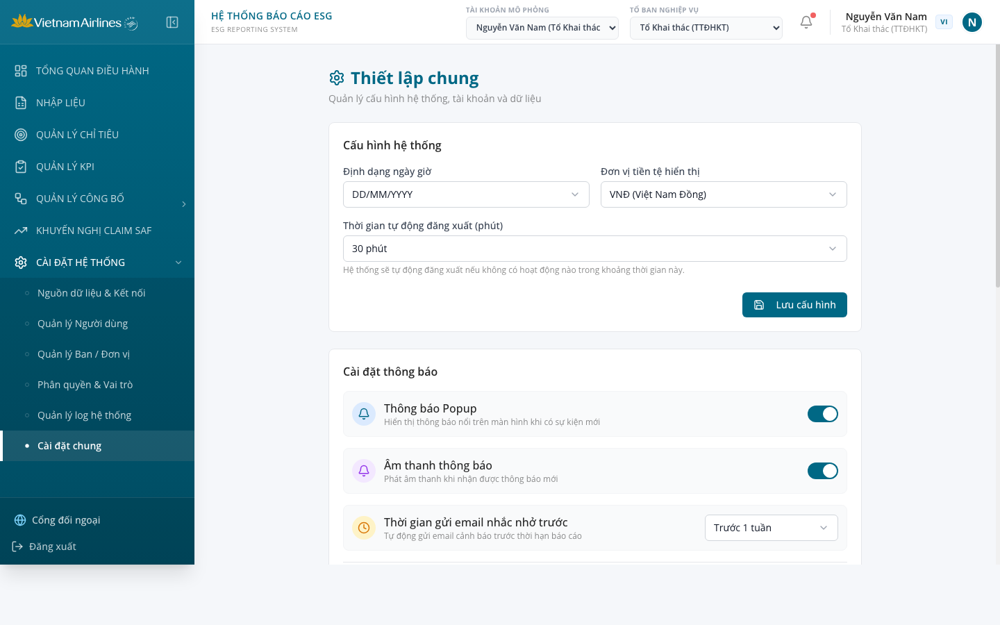 Vietnam Airlines
TỔNG QUAN ĐIỀU HÀNH
NHẬP LIỆU
QUẢN LÝ CHỈ TIÊU
QUẢN LÝ KPI
QUẢN LÝ CÔNG BỐ
KHUYẾN NGHỊ CLAIM SAF
CÀI ĐẶT HỆ THỐNG
Nguồn dữ liệu & Kết nối
Quản lý Người dùng
Quản lý Ban / Đơn vị
Phân quyền & Vai trò
Quản lý log hệ thống
Cài đặt chung
Cổng đối ngoại
Đăng xuất
HỆ THỐNG BÁO CÁO ESG
ESG REPORTING SYSTEM
TÀI KHOẢN MÔ PHỎNG
Nguyễn Văn Nam (Tổ Khai thác
TỔ BAN NGHIỆP VỤ
Tổ Khai thác (TTĐHKT)
Nguyễn Văn Nam
Tổ Khai thác (TTĐHKT)
VI
N
Thiết lập chung
Quản lý cấu hình hệ thống, tài khoản và dữ liệu
Cấu hình hệ thống
Định dạng ngày giờ
DD/MM/YYYY
Đơn vị tiền tệ hiển thị
VNĐ (Việt Nam Đồng)
Thời gian tự động đăng xuất (phút)
30 phút
Hệ thống sẽ tự động đăng xuất nếu không có hoạt động nào trong khoảng thời gian này.
Lưu cấu hình
Cài đặt thông báo
Thông báo Popup
Hiển thị thông báo nổi trên màn hình khi có sự kiện mới
Âm thanh thông báo
Phát âm thanh khi nhận được thông báo mới
Thời gian gửi email nhắc nhở trước
Tự động gửi email cảnh báo trước thời hạn báo cáo
Trước 1 tuần